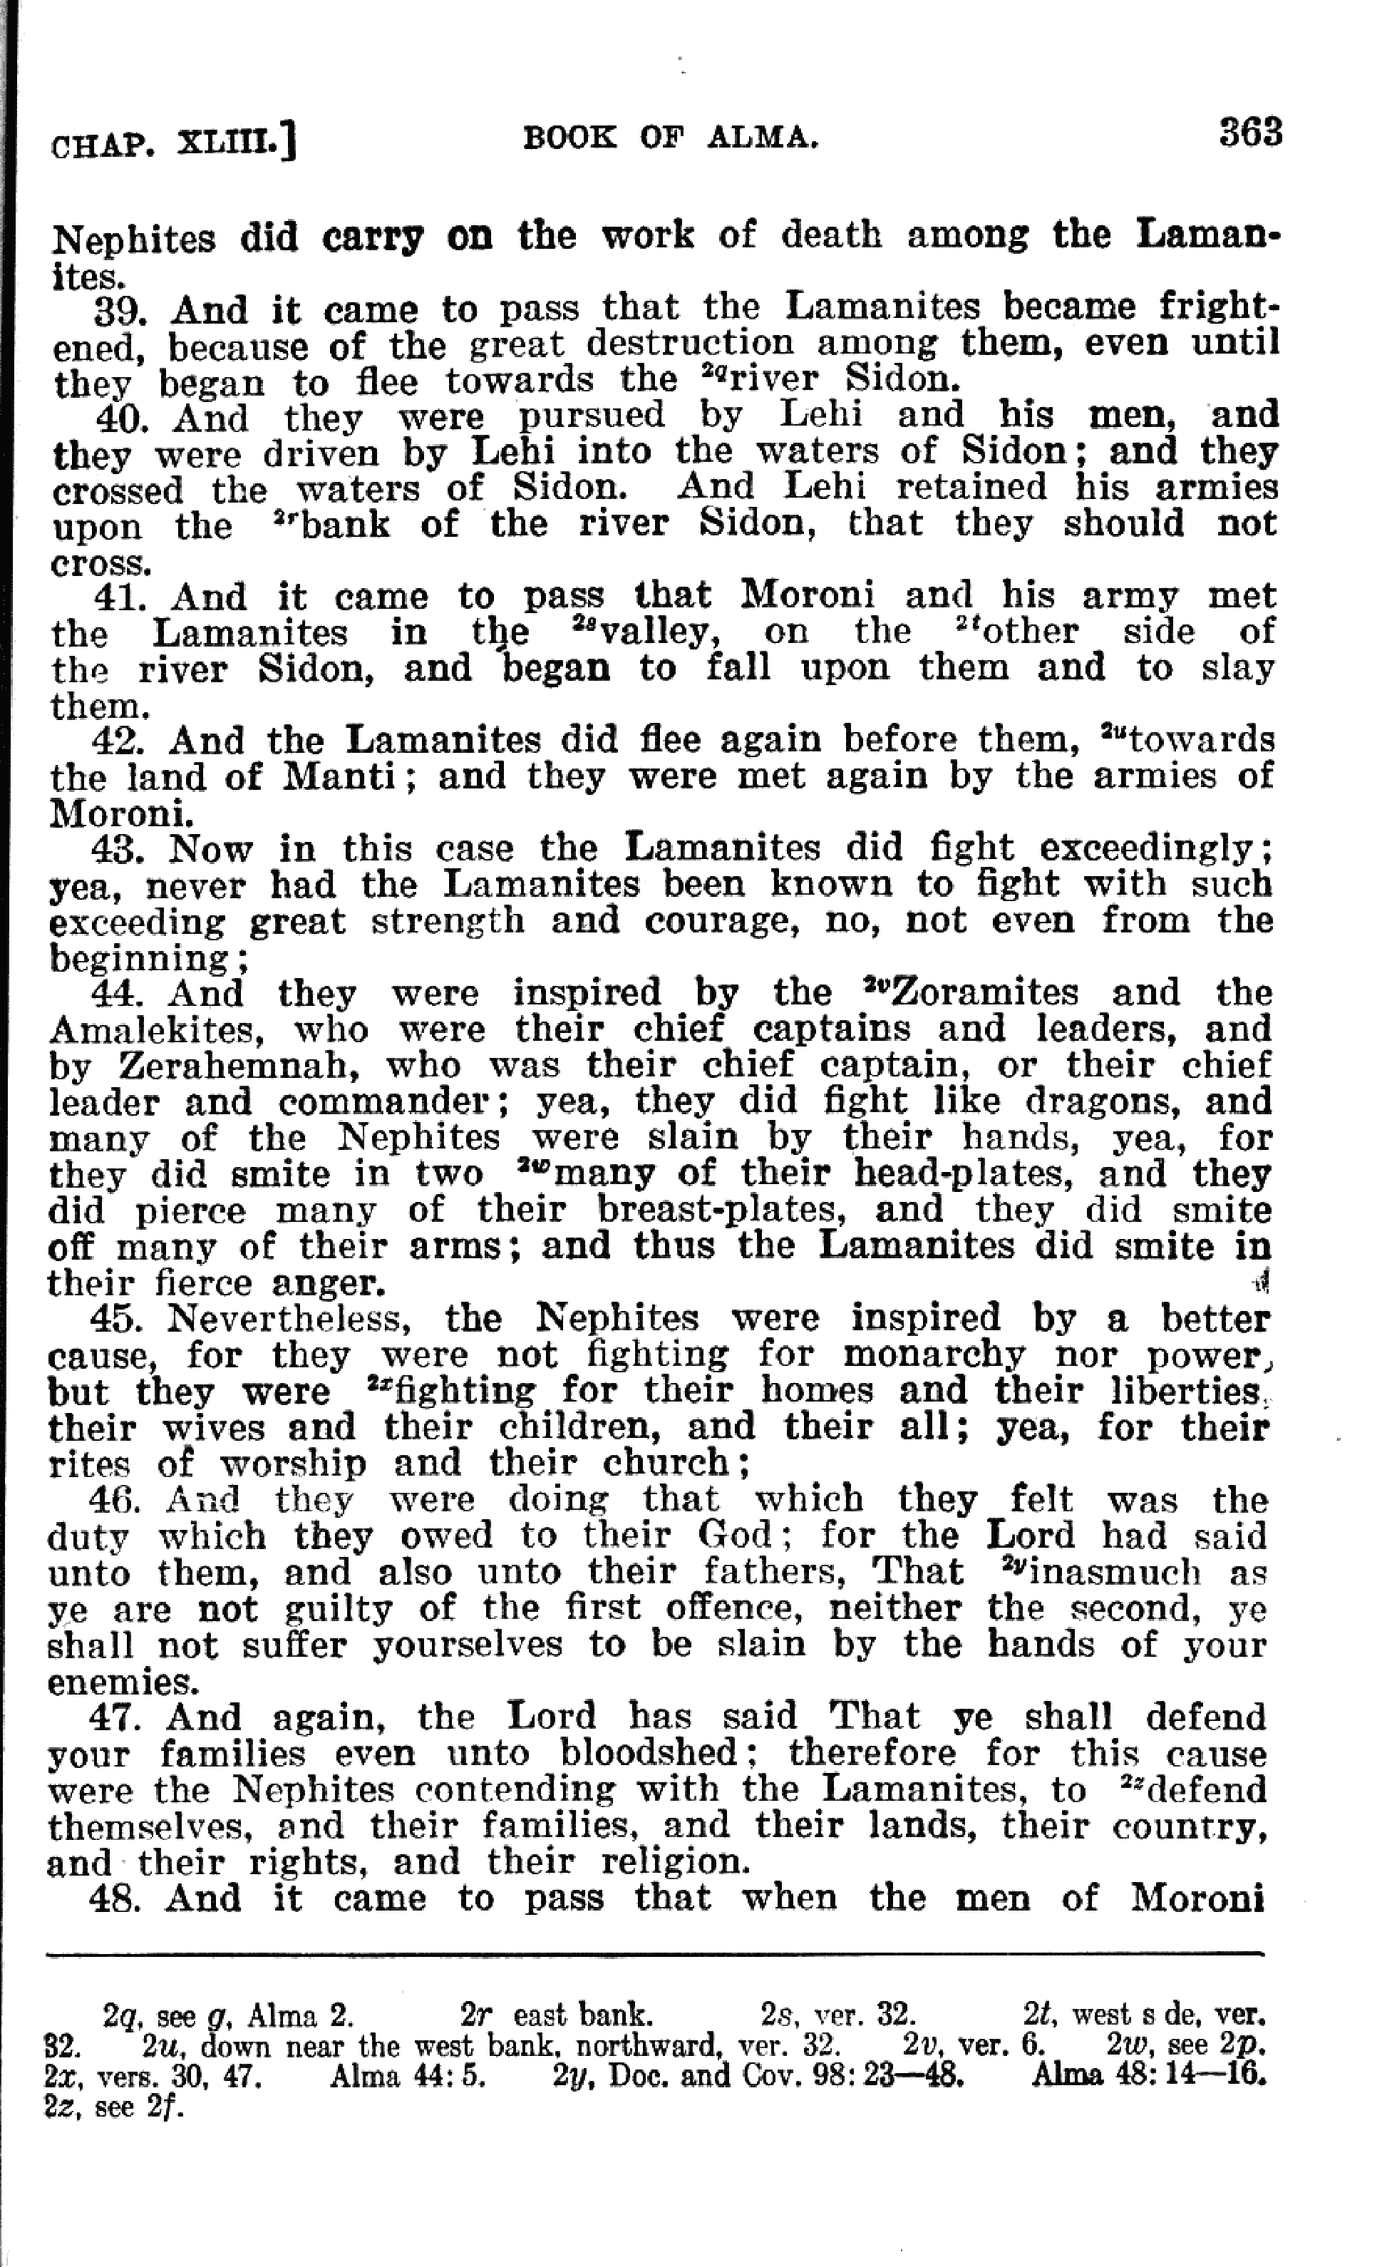 CHAP. XLIII.] BOOK OF ALMA. 363
Nephites did carry on the work of death among the Laman-
ites.
39. And it came to pass that the Lamanites became fright-
ened, because of the great destruction among them, even until
they began to flee towards the 2qriver Sidon.
40. And they were pursued by Lehi and his men, and
they were driven by Lehi into the waters of Sidon; and they
crossed the waters of Sidon. And Lehi retained his armies
upon the 2rbank of the river Sidon, that they should not
cross.
41. And it came to pass that Moroni and his army met
the Lamanites in the 2svalley, on the 2tother side of
the river Sidon, and began to fall upon them and to slay
them.
42. And the Lamanites did flee again before them, 2utowards
the land of Manti; and they were met again by the armies of
Moroni.
43. Now in this case the Lamanites did fight exceedingly;
yea, never had the Lamanites been known to fight with such
exceeding great strength and courage, no, not even from the
beginning;
44. And they were inspired by the 2vZoramites and the
Amalekites, who were their chief captains and leaders, and
by Zerahemnah, who was their chief captain, or their chief
leader and commander; yea, they did fight like dragons, and
many of the Nephites were slain by their hands, yea, for
they did smite in two 2wmany of their head-plates, and they
did pierce many of their breast-plates, and they did smite
off many of their arms; and thus the Lamanites did smite in
their fierce anger.
45. Nevertheless, the Nephites were inspired by a better
cause, for they were not fighting for monarchy nor power,
but they were 2xfighting for their homes and their liberties,
their wives and their children, and their all; yea, for their
rites of worship and their church;
46. And they were doing that which they felt was the
duty which they owed to their God; for the Lord had said
unto them, and also unto their fathers, That 2yinasmuch as
ye are not guilty of the first offence, neither the second, ye
shall not suffer yourselves to be slain by the hands of your
enemies.
47. And again, the Lord has said That ye shall defend
your families even unto bloodshed; therefore for this cause
were the Nephites contending with the Lamanites, to 2zdefend
themselves, and their families, and their lands, their country,
and their rights, and their religion.
48. And it came to pass that when the men of Moroni
2q, see g, Alma 2. 2r east bank. 2s, ver. 32. 2t, west s de, ver.
32. 2u, down near the west bank, northward, ver. 32. 2v, ver. 6. 2w, see 2p.
2x, vers. 30, 47. Alma 44: 5. 2y, Doc. and Cov. 98: 23—48. Alma 48: 14—16.
2z, see 2f.